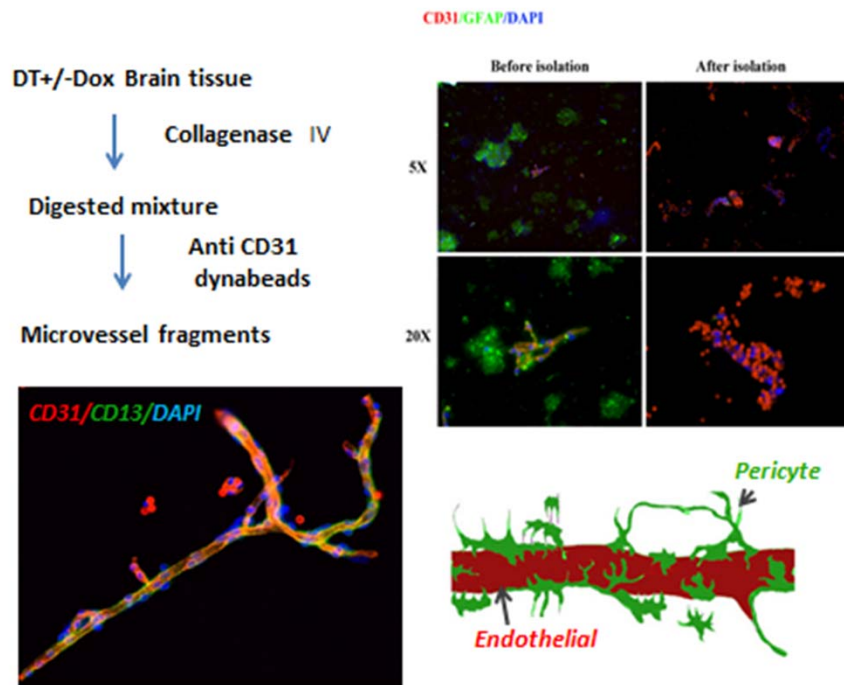 CD31/GFAP/DAPI
Before isolation
After isolation
DT+/-Dox Brain tissue
Collagenase IV
5X
Digested mixture
Anti CD31
dynabeads
Microvessel fragments
20X
CD31/CD13/DAPI
Pericyte
Endothelial